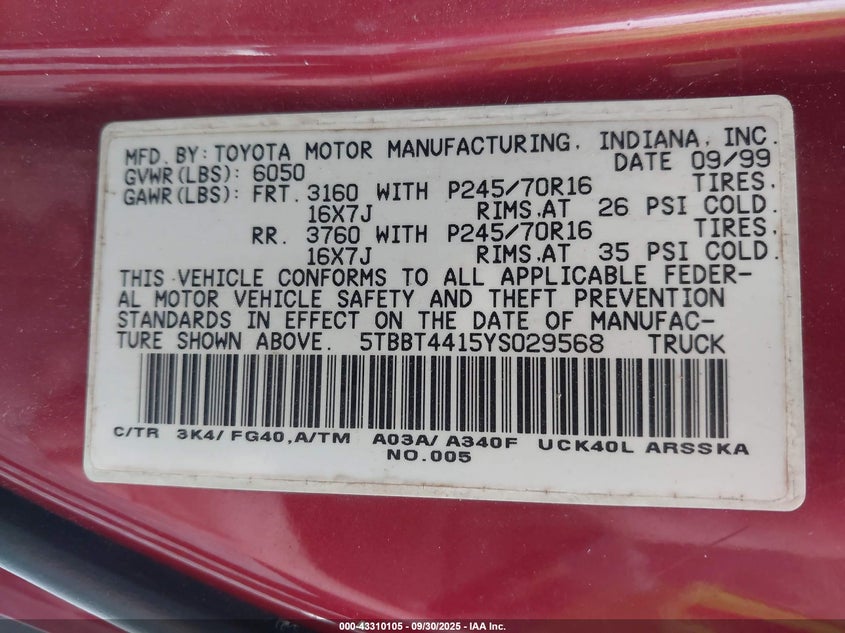 MFD. BY: TOYOTA MOTOR MANUFACTURING, INDIANA, INC.
GVWR(LBS): 6050 DATE 09/99
GAWR(LBS): FRT. 3160 WITH P245/70R16 TIRES,
16X7J RIMS,AT 26 PSI COLD.
RR. 3760 WITH P245/70R16 TIRES,
16X7J RIMS,AT 35 PSI COLD.
THIS VEHICLE CONFORMS TO ALL APPLICABLE FEDER-
AL MOTOR VEHICLE SAFETY AND THEFT PREVENTION
STANDARDS IN EFFECT ON THE DATE OF MANUFAC-
TURE SHOWN ABOVE. 5TBBT4415YS029568 TRUCK
C/TR 3K4/FG40,A/TM A03A/A340F UCK40L ARSSKA
NO.005
000-43310105 - 09/30/2025 - IAA Inc.